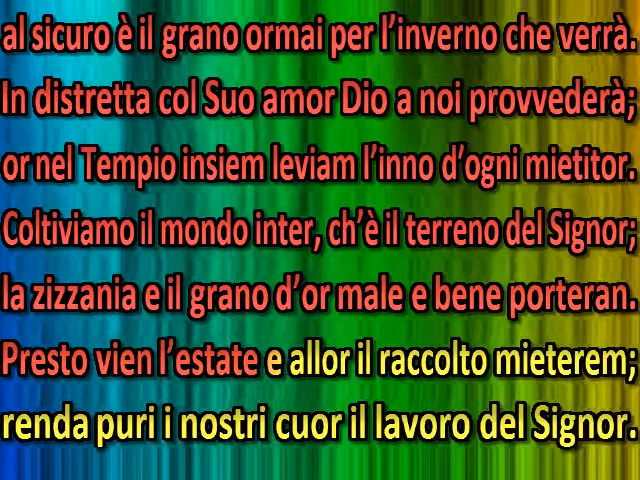 al sicuro è il grano ormai per l’inverno che verrà.
In distretta col Suo amor Dio a noi provvederà;
or nel Tempio insiem leviam l’inno d’ogni mietitor.
Coltiviamo il mondo inter, ch’è il terreno del Signor;
la zizzania e il grano d’or male e bene porteran.
Presto vien l’estate e allor il raccolto mieterem;
renda puri i nostri cuor il lavoro del Signor.